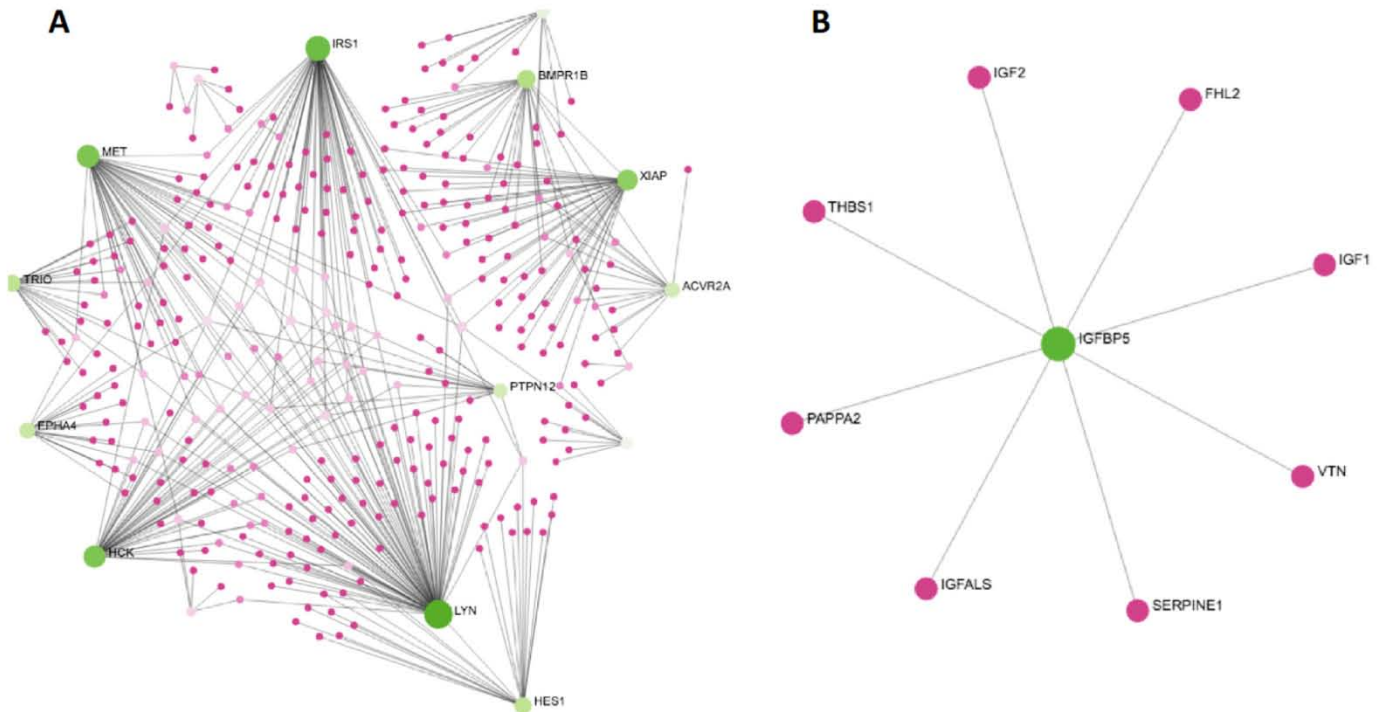 A
IRS1
BMPR1B
MET
XIAP
TRIO
ACVR2A
PTPN12
EPHA4
HCK
LYN
HES1
B
IGF2
FHL2
THBS1
IGF1
IGFBP5
PAPPA2
VTN
IGFALS
SERPINE1